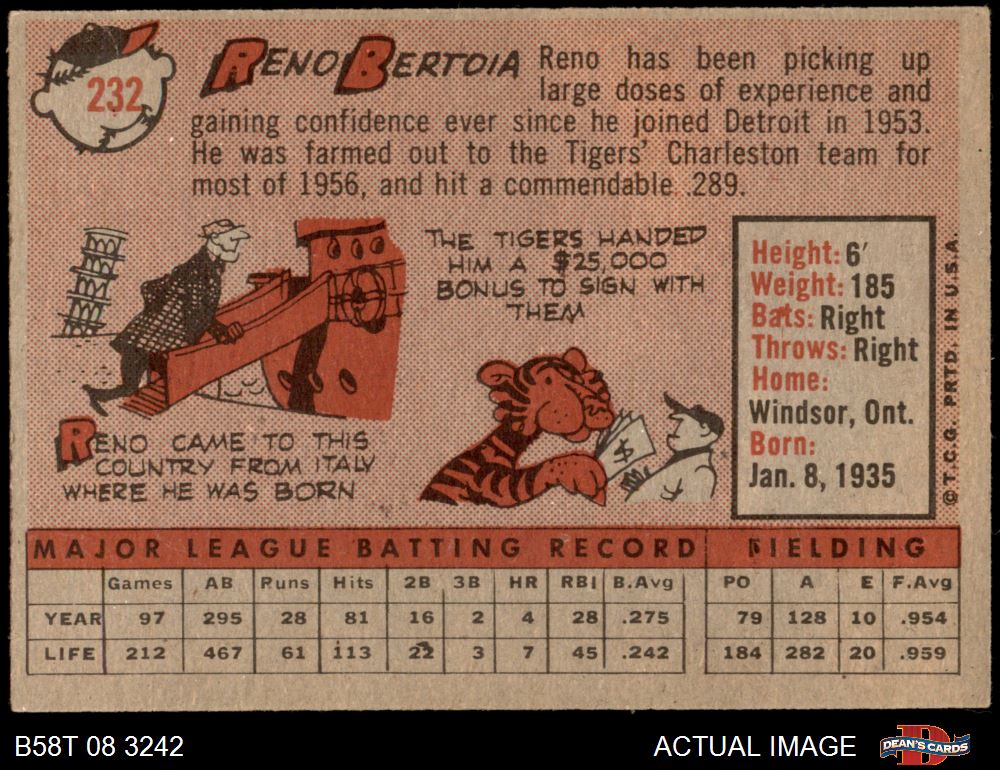 232
RENO BERTOIA
Reno has been picking up
large doses of experience and
gaining confidence ever since he joined Detroit in 1953.
He was farmed out to the Tigers' Charleston team for
most of 1956, and hit a commendable .289.
THE TIGERS HANDED
HIM A $25,000
BONUS TO SIGN WITH
THEM
$
RENO CAME TO THIS
COUNTRY FROM ITALY
WHERE HE WAS BORN
Height: 6'
Weight: 185
Bats: Right
Throws: Right
Home:
Windsor, Ont.
Born:
Jan. 8, 1935
© T.C.G. PRTD. IN U.S.A.
MAJOR LEAGUE BATTING RECORD FIELDING
Games AB Runs Hits 2B 3B HR RBI B.Avg PO A E F.Avg
YEAR 97 295 28 81 16 2 4 28 .275 79 128 10 .954
LIFE 212 467 61 113 22 3 7 45 .242 184 282 20 .959
B58T 08 3242 ACTUAL IMAGE DEAN'S CARDS